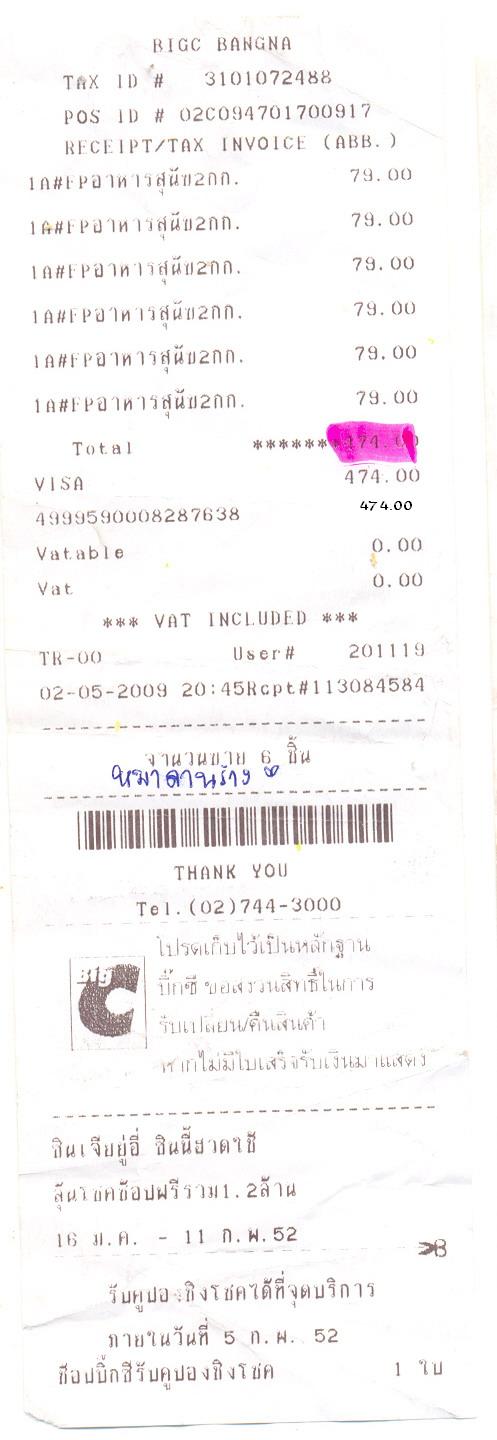 BIGC BANGNA
TAX ID # 3101072488
POS ID # 02C094701700917
RECEIPT/TAX INVOICE (ABB.)
1A#FPอาหารสุนัข2กก. 79.00
1A#FPอาหารสุนัข2กก. 79.00
1A#FPอาหารสุนัข2กก. 79.00
1A#FPอาหารสุนัข2กก. 79.00
1A#FPอาหารสุนัข2กก. 79.00
1A#FPอาหารสุนัข2กก. 79.00
Total *******474.00
VISA 474.00
4999590008287638 474.00
Vatable 0.00
Vat 0.00
*** VAT INCLUDED ***
TR-00 User# 201119
02-05-2009 20:45Rcpt#113084584
จำนวนขาย 6 ชิ้น
หมาลานร้าง
THANK YOU
Tel.(02)744-3000
Big C
โปรดเก็บไว้เป็นหลักฐาน
บิ๊กซี ขอสงวนสิทธิ์ในการ
รับเปลี่ยน/คืนสินค้า
หากไม่มีใบเสร็จรับเงินมาแสดง
ซินเจียยู่อี่ ซินนี้ฮวดใช้
ลุ้นโชคช้อปฟรีรวม1.2ล้าน
16 ม.ค. - 11 ก.พ.52
รับคูปองชิงโชคได้ที่จุดบริการ
ภายในวันที่ 5 ก.พ. 52
ช้อปบิ๊กซีรับคูปองชิงโชค 1 ใบ